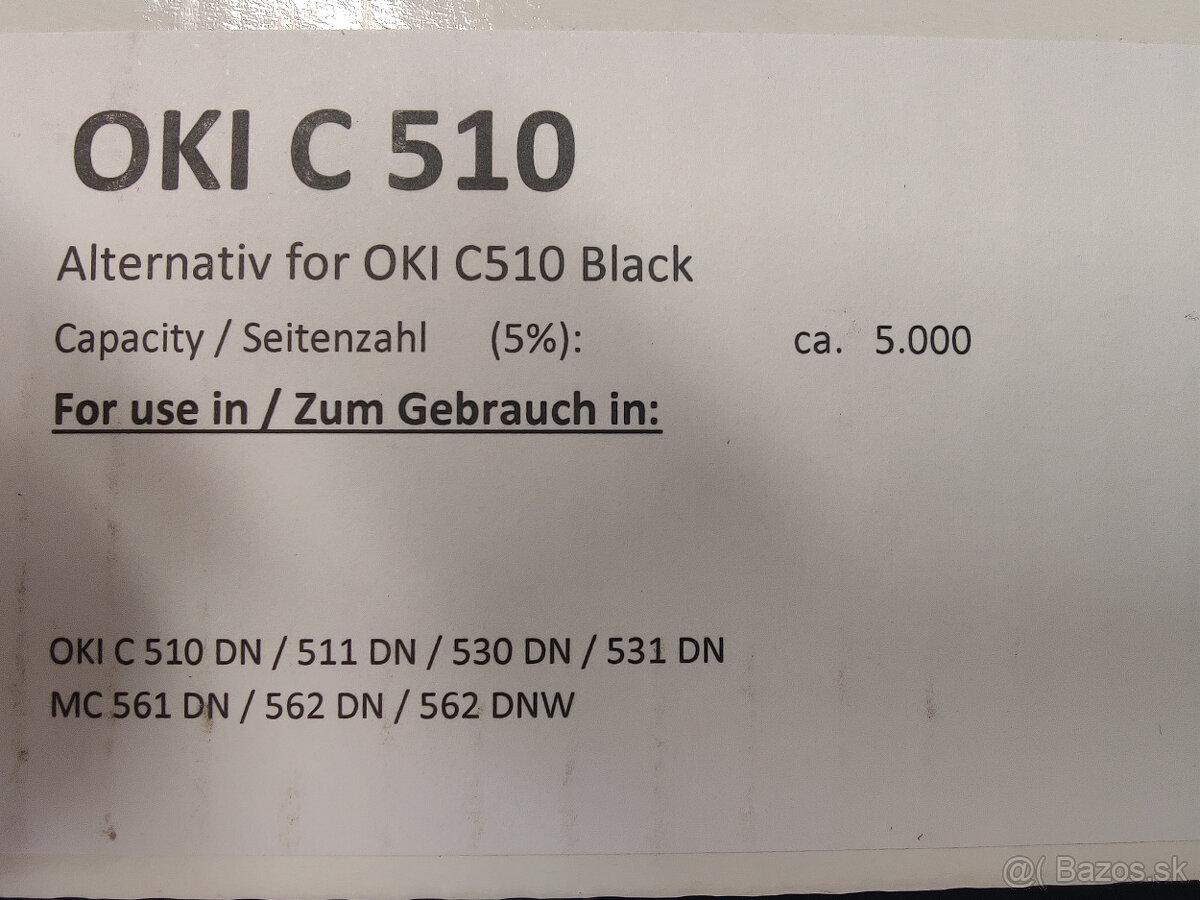 OKI C 510
Alternativ for OKI C510 Black
Capacity / Seitenzahl (5%): ca. 5.000
For use in / Zum Gebrauch in:
OKI C 510 DN / 511 DN / 530 DN / 531 DN
MC 561 DN / 562 DN / 562 DNW
@( Bazos.sk